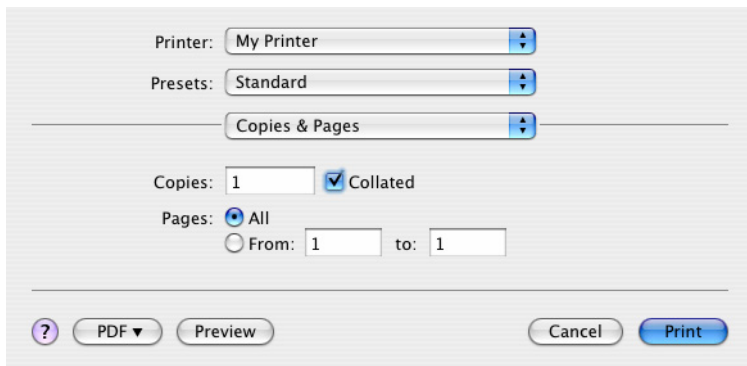 Printer: My Printer
Presets: Standard
Copies & Pages
Copies: 1 Collated
Pages: All
From: 1 to: 1
? PDF ▼ Preview Cancel Print